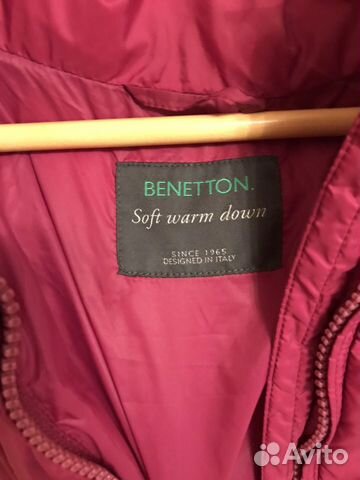 BENETTON.
Soft warm down
SINCE 1965
DESIGNED IN ITALY
Avito